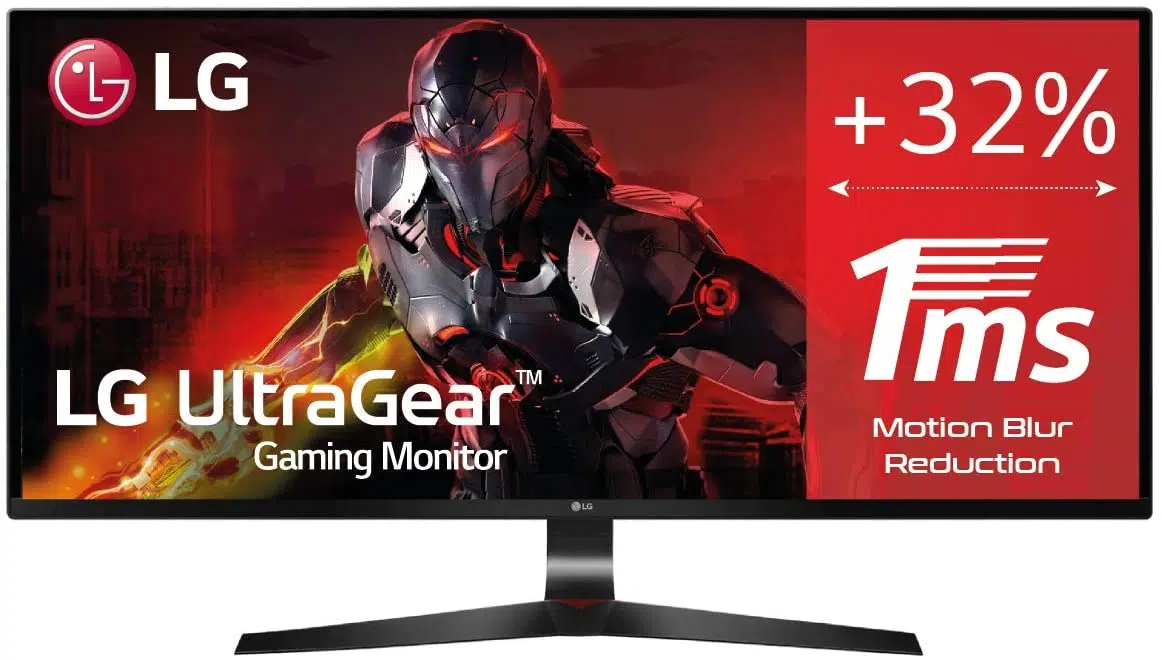 LG
+32%
1ms
Motion Blur
Reduction
LG UltraGear™
Gaming Monitor
LG